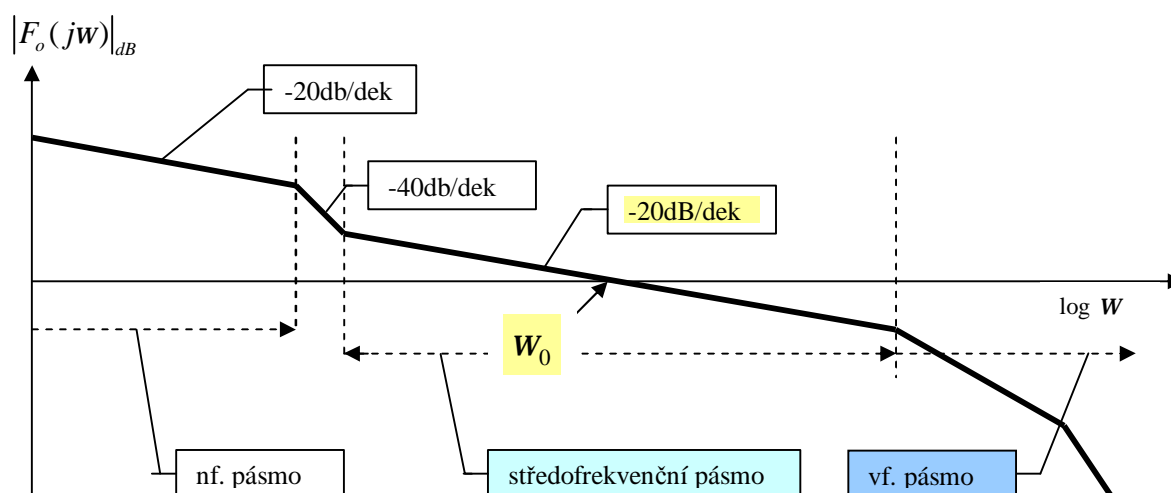 |F_o(jw)|_dB
-20db/dek
-40db/dek
-20dB/dek
log W
W_0
nf. pásmo
středofrekvenční pásmo
vf. pásmo